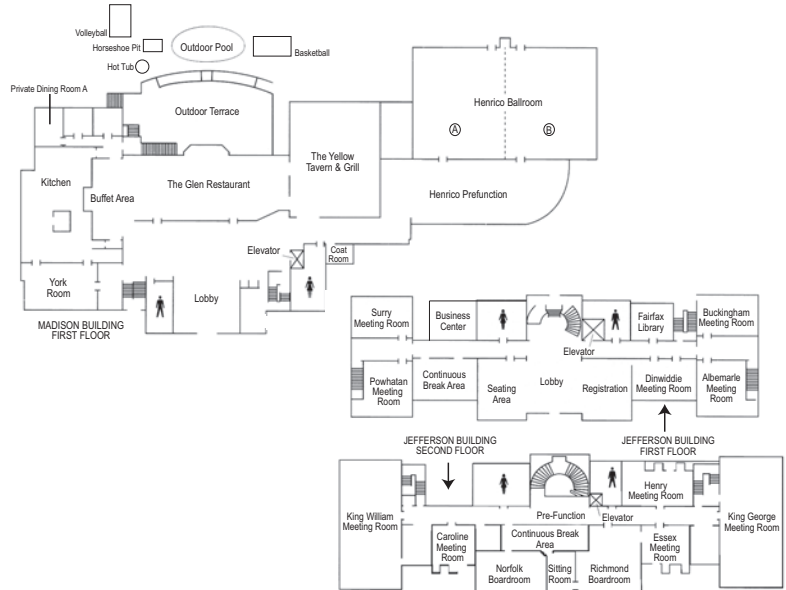 Volleyball
Horseshoe Pit
Outdoor Pool
Basketball
Hot Tub
Private Dining Room A
Outdoor Terrace
Henrico Ballroom
A
B
The Yellow
Tavern & Grill
Kitchen
Buffet Area
The Glen Restaurant
Henrico Prefunction
Elevator
Coat
Room
York
Room
Lobby
MADISON BUILDING
FIRST FLOOR
Surry
Meeting Room
Business
Center
Fairfax
Library
Buckingham
Meeting Room
Elevator
Powhatan
Meeting
Room
Continuous
Break Area
Seating
Area
Lobby
Registration
Dinwiddie
Meeting Room
Albemarle
Meeting
Room
JEFFERSON BUILDING
SECOND FLOOR
JEFFERSON BUILDING
FIRST FLOOR
King William
Meeting Room
Henry
Meeting Room
King George
Meeting Room
Pre-Function
Elevator
Caroline
Meeting
Room
Continuous Break
Area
Essex
Meeting
Room
Norfolk
Boardroom
Sitting
Room
Richmond
Boardroom